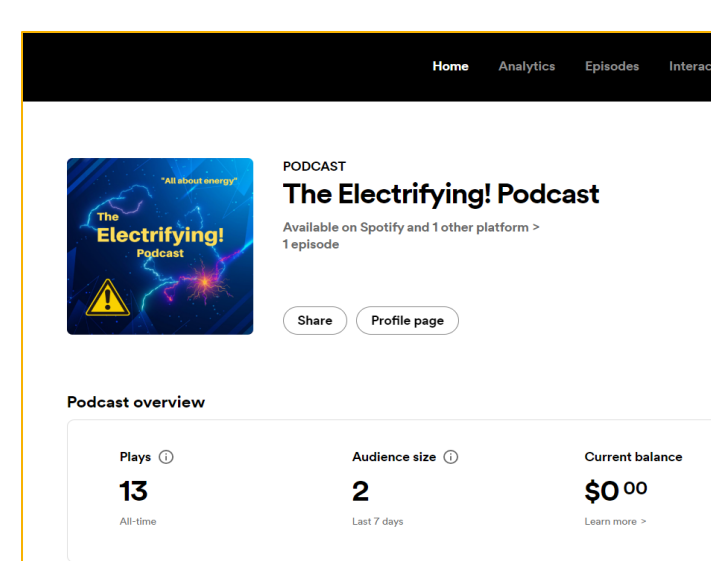 Home Analytics Episodes
"All about energy"
The
Electrifying!
Podcast
PODCAST
The Electrifying! Podcast
Available on Spotify and 1 other platform >
1 episode
Share Profile page
Podcast overview
Plays
13
All-time
Audience size
2
Last 7 days
Current balance
$0 00
Learn more >